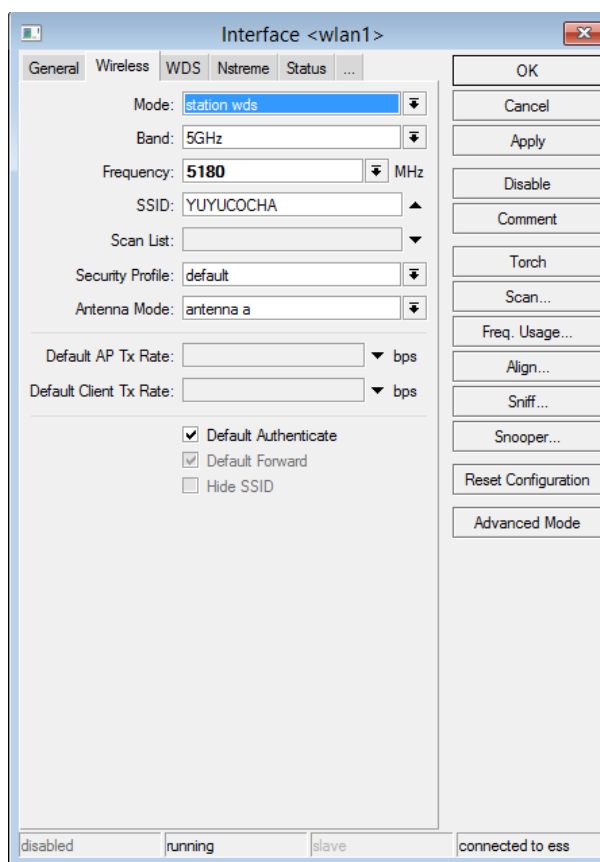 Interface <wlan1>
General Wireless WDS Nstreme Status ...
Mode: station wds
Band: 5GHz
Frequency: 5180 MHz
SSID: YUYUCOCHA
Scan List:
Security Profile: default
Antenna Mode: antenna a
Default AP Tx Rate: bps
Default Client Tx Rate: bps
Default Authenticate
Default Forward
Hide SSID
OK
Cancel
Apply
Disable
Comment
Torch
Scan...
Freq. Usage...
Align...
Sniff...
Snooper...
Reset Configuration
Advanced Mode
disabled running slave connected to ess